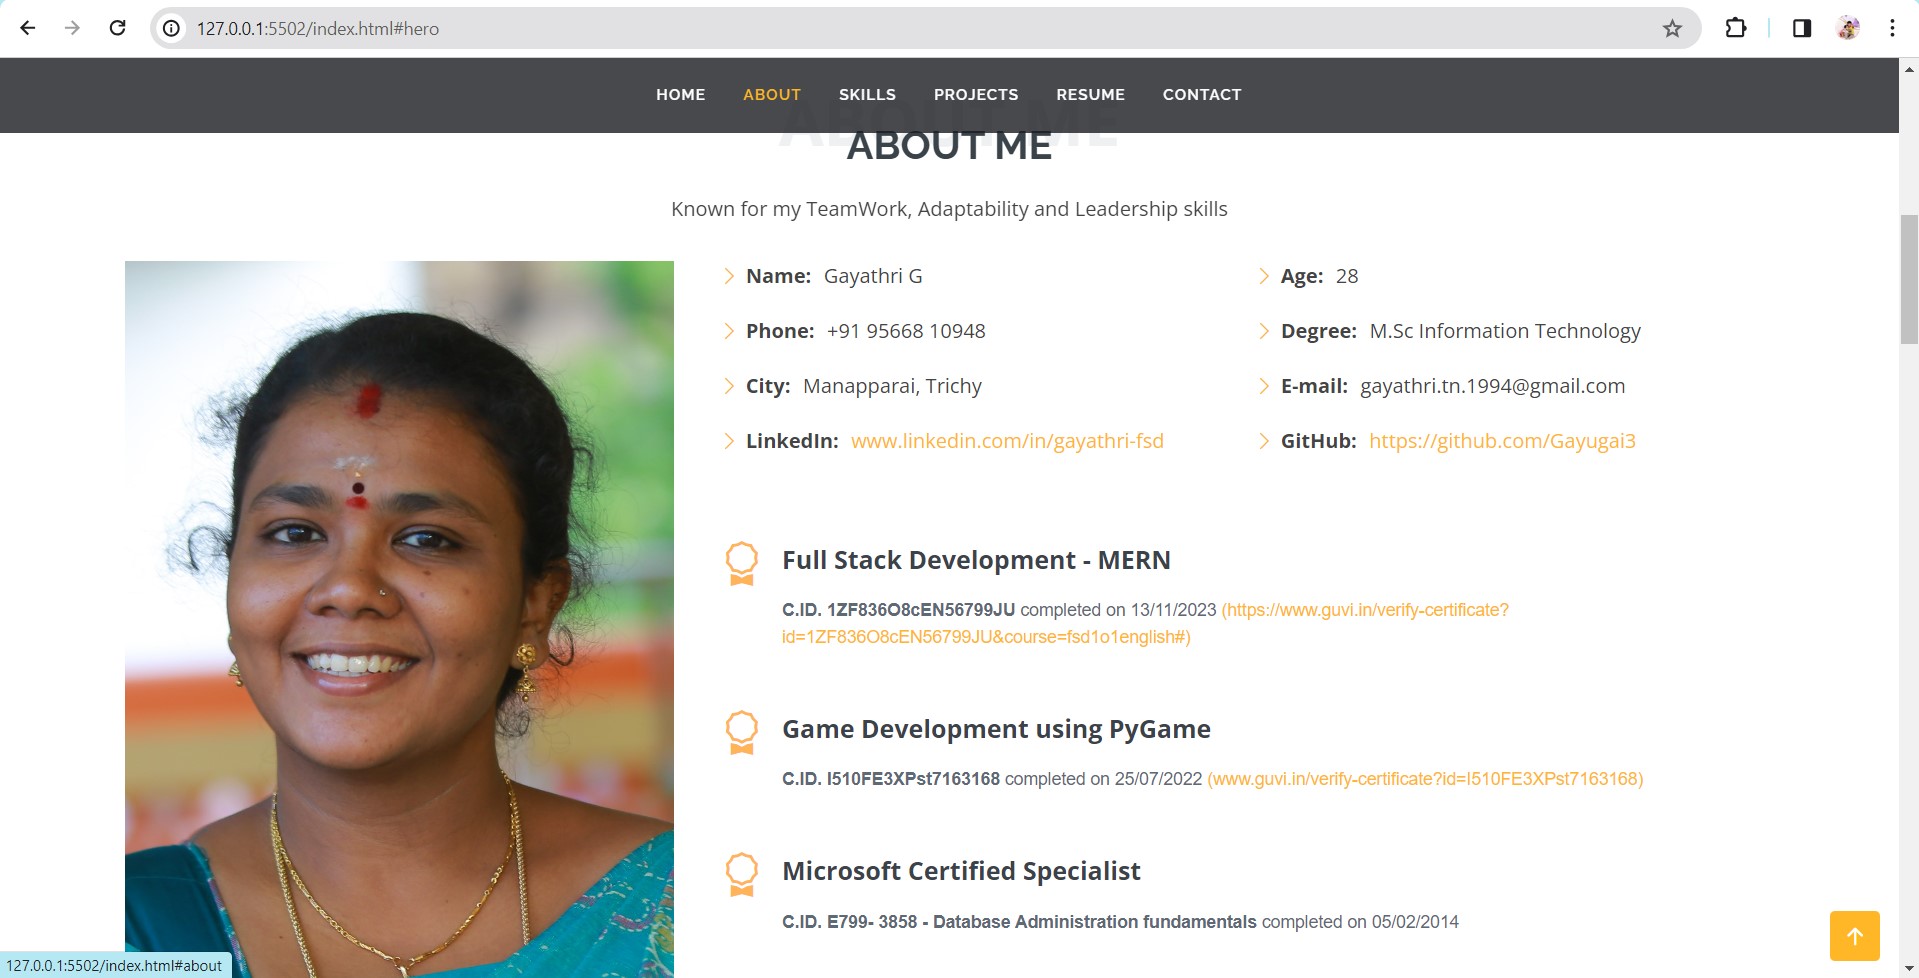 127.0.0.1:5502/index.html#hero
HOME ABOUT SKILLS PROJECTS RESUME CONTACT
ABOUT ME
ABOUT ME
Known for my TeamWork, Adaptability and Leadership skills
Name: Gayathri G
Age: 28
Phone: +91 95668 10948
Degree: M.Sc Information Technology
City: Manapparai, Trichy
E-mail: gayathri.tn.1994@gmail.com
LinkedIn: www.linkedin.com/in/gayathri-fsd
GitHub: https://github.com/Gayugai3
Full Stack Development - MERN
C.ID. 1ZF836O8cEN56799JU completed on 13/11/2023 (https://www.guvi.in/verify-certificate?
id=1ZF836O8cEN56799JU&course=fsd1o1english#)
Game Development using PyGame
C.ID. I510FE3XPst7163168 completed on 25/07/2022 (www.guvi.in/verify-certificate?id=I510FE3XPst7163168)
Microsoft Certified Specialist
C.ID. E799- 3858 - Database Administration fundamentals completed on 05/02/2014
127.0.0.1:5502/index.html#about